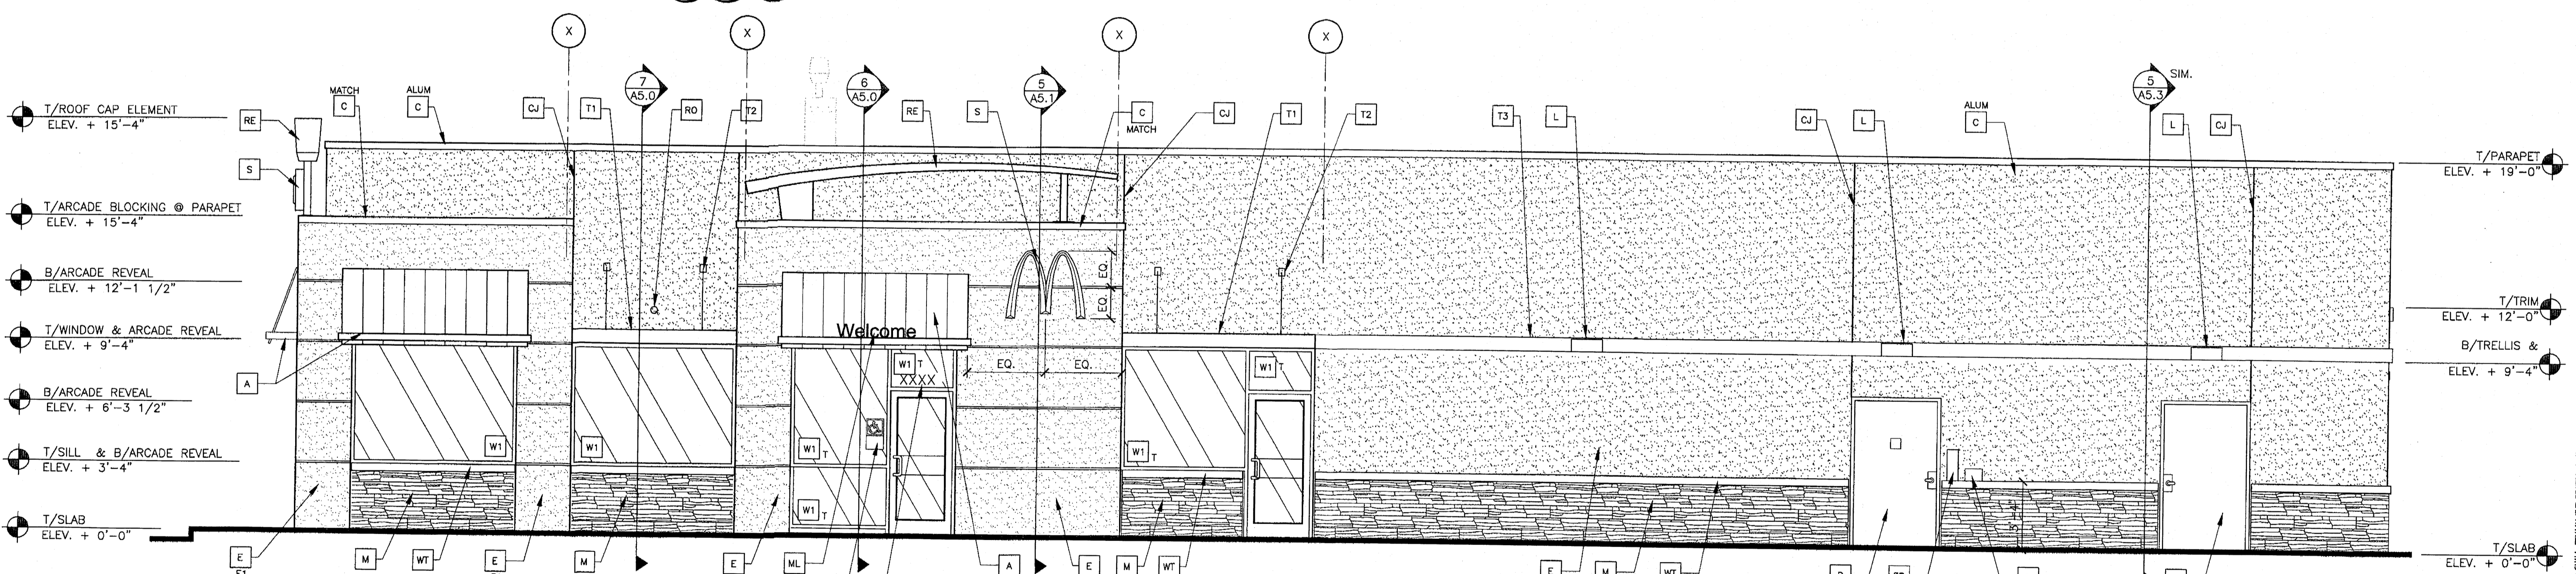 X
X
X
X
7
A5.0
6
A5.0
5
A5.1
5
A5.3
SIM.
T/ROOF CAP ELEMENT
ELEV. + 15'-4"
RE
MATCH
C
ALUM
C
CJ
T1
RO
T2
RE
S
C
MATCH
CJ
T1
T2
T3
L
CJ
L
ALUM
C
L
CJ
T/PARAPET
ELEV. + 19'-0"
S
T/ARCADE BLOCKING @ PARAPET
ELEV. + 15'-4"
B/ARCADE REVEAL
ELEV. + 12'-1 1/2"
EQ.
EQ.
T/TRIM
ELEV. + 12'-0"
T/WINDOW & ARCADE REVEAL
ELEV. + 9'-4"
Welcome
B/TRELLIS &
ELEV. + 9'-4"
W1 T
XXXX
EQ.
EQ.
W1 T
A
B/ARCADE REVEAL
ELEV. + 6'-3 1/2"
T/SILL & B/ARCADE REVEAL
ELEV. + 3'-4"
W1
W1
W1 T
W1 T
W1 T
3'-4"
T/SLAB
ELEV. + 0'-0"
T/SLAB
ELEV. + 0'-0"
E
M
WT
E
M
E
ML
A
E
M
WT
E
M
WT